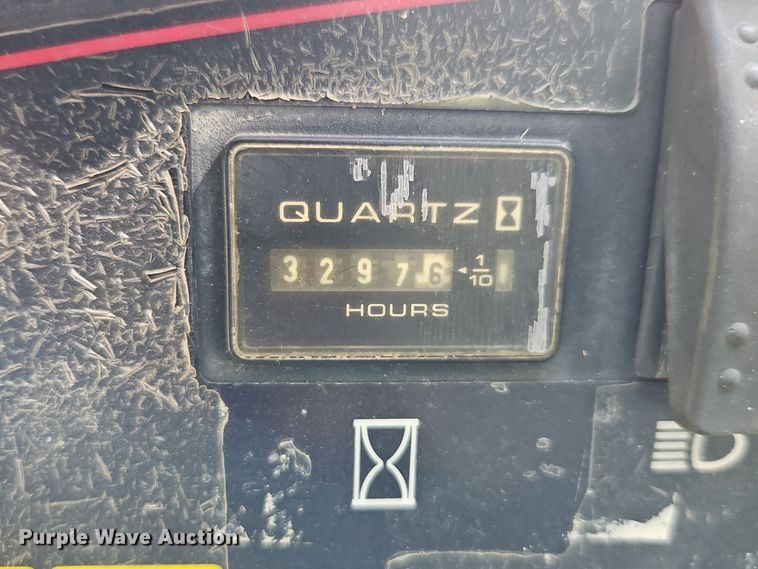 QUARTZ
3 2 9 7 6 1/10
HOURS
Purple Wave Auction